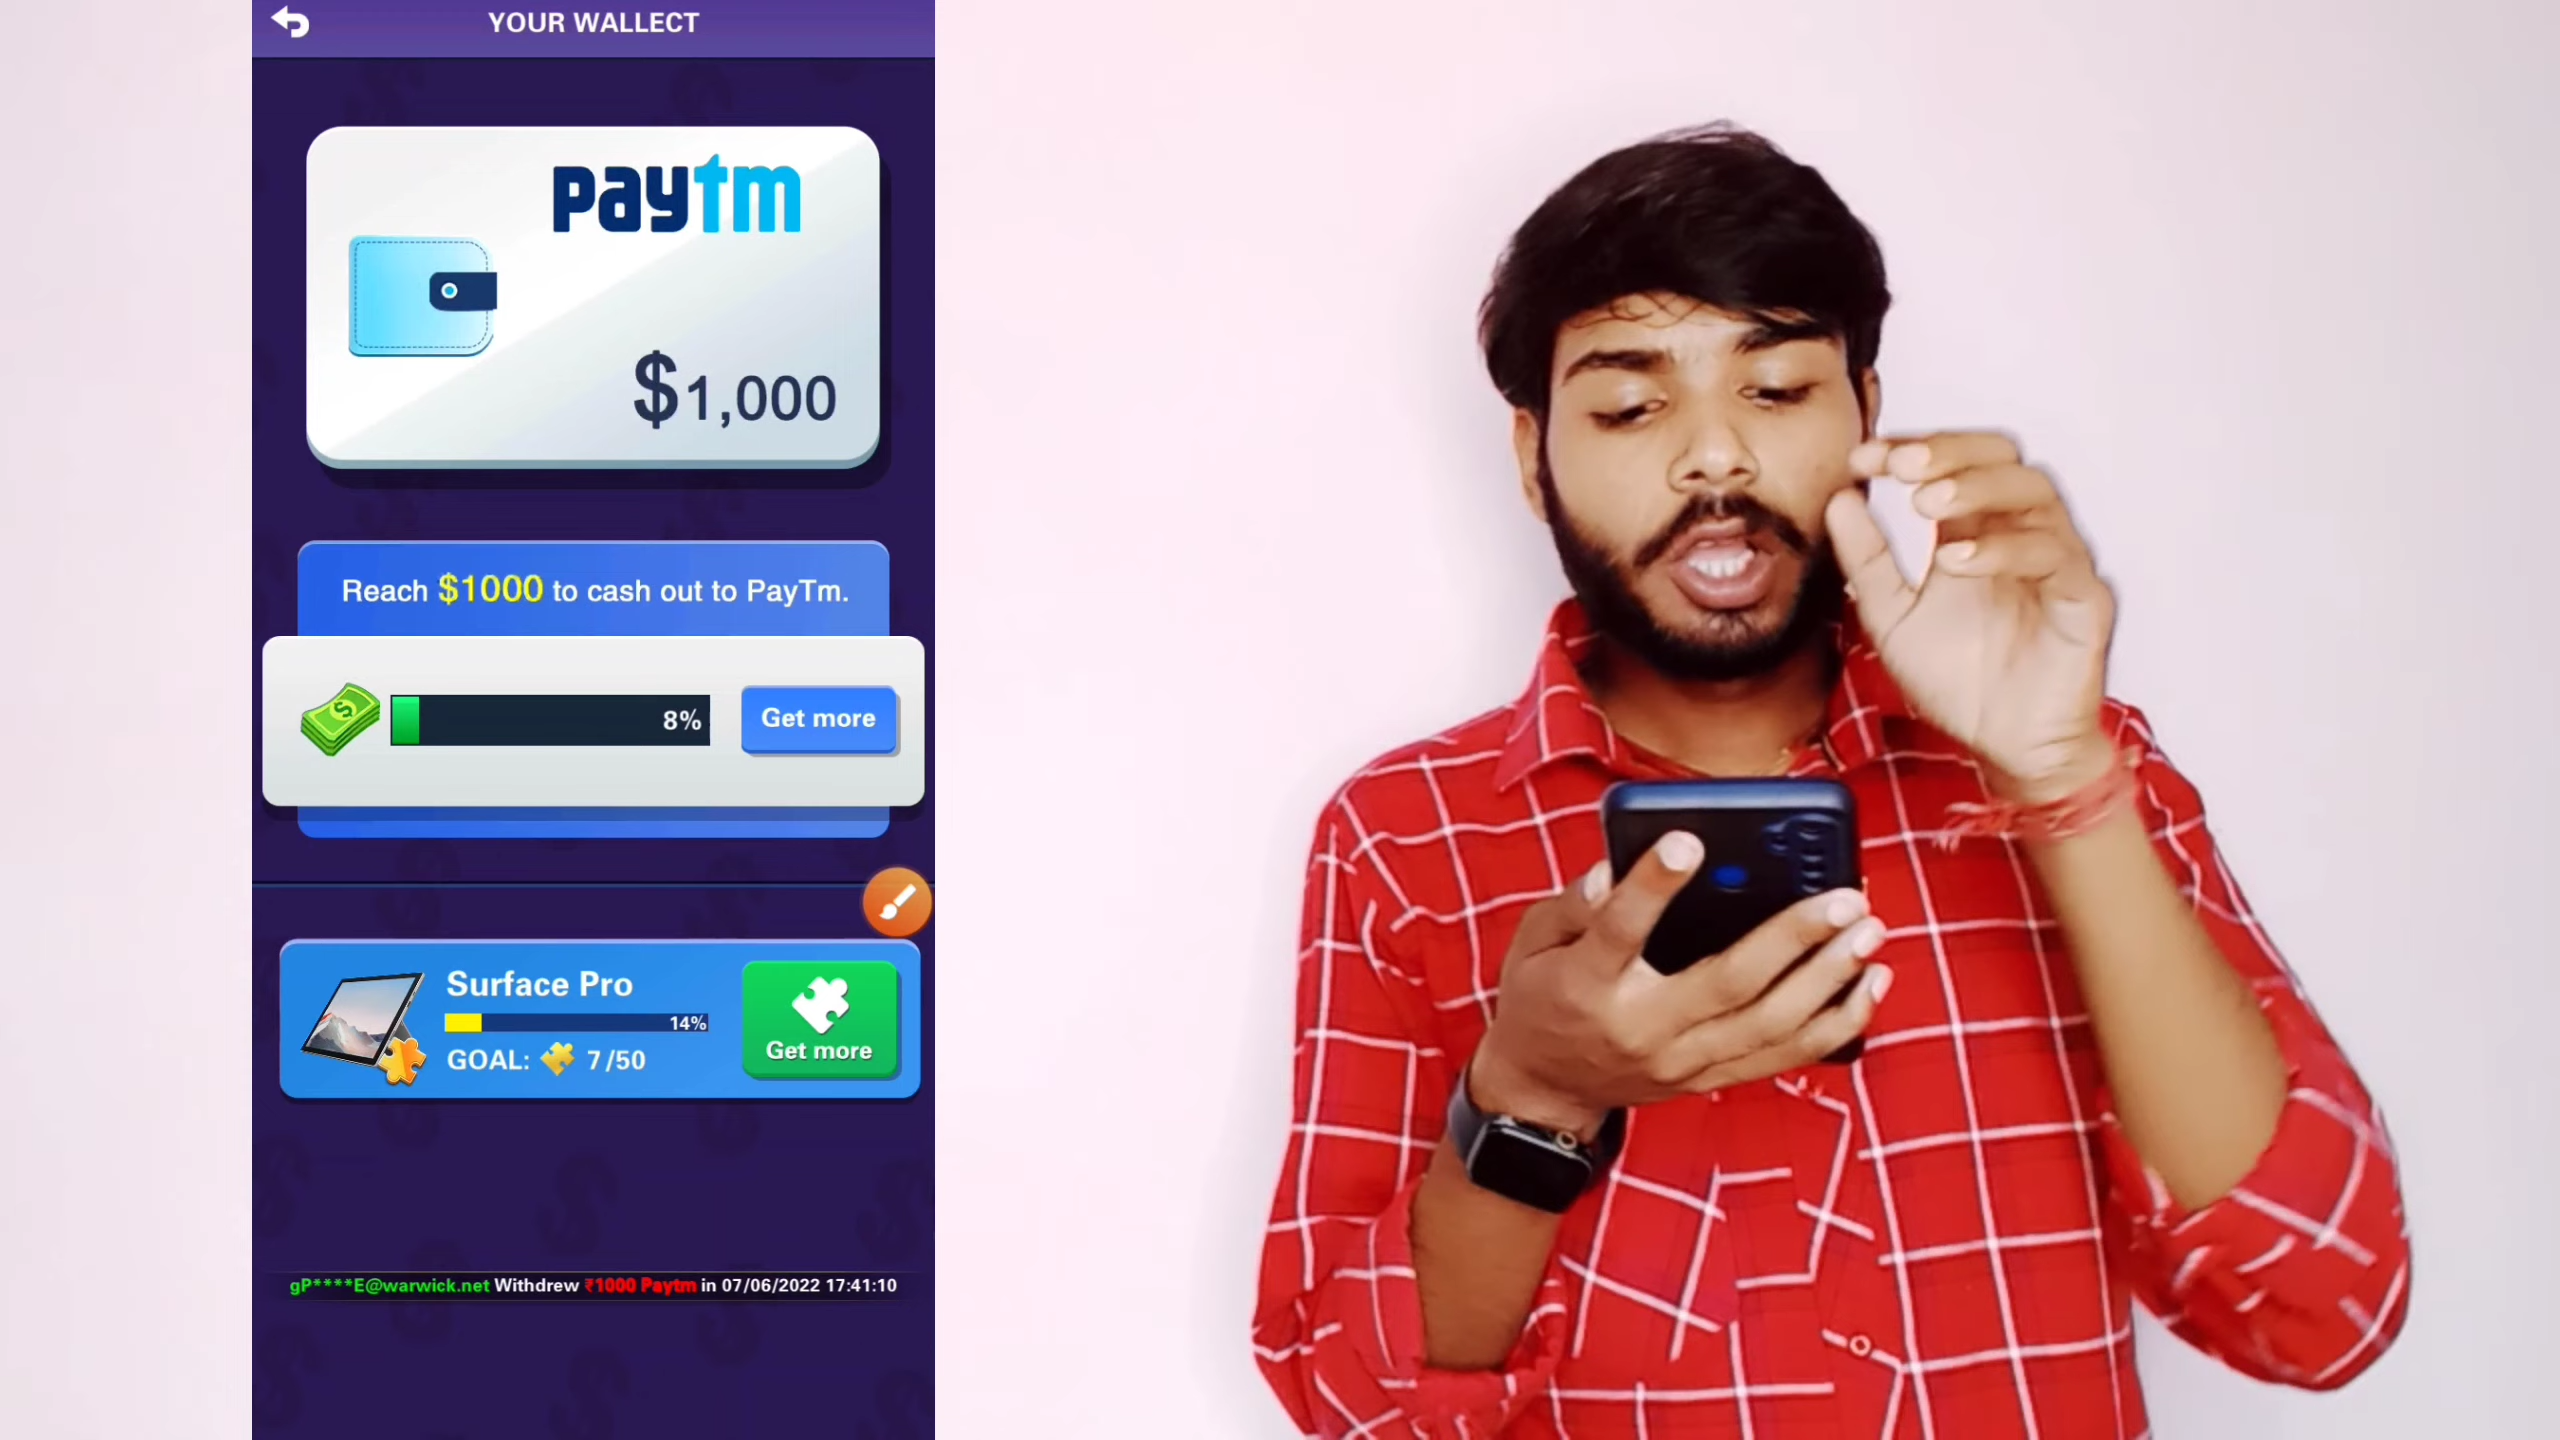 YOUR WALLECT
paytm
$1,000
Reach $1000 to cash out to PayTm.
8%
Get more
Surface Pro
14%
GOAL: 7/50
Get more
gP****E@warwick.net Withdrew ₹1000 Paytm in 07/06/2022 17:41:10